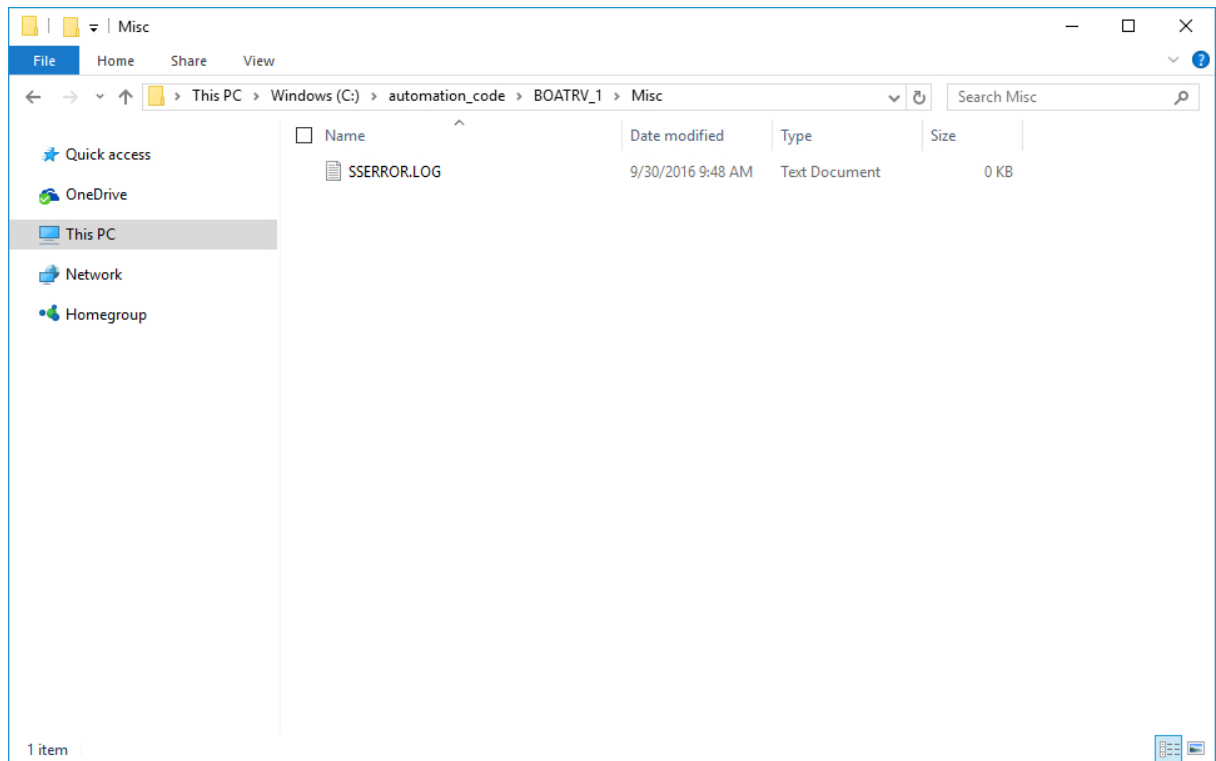 Misc
File Home Share View
This PC > Windows (C:) > automation_code > BOATRV_1 > Misc Search Misc
Name Date modified Type Size
Quick access
SSERROR.LOG 9/30/2016 9:48 AM Text Document 0 KB
OneDrive
This PC
Network
Homegroup
1 item